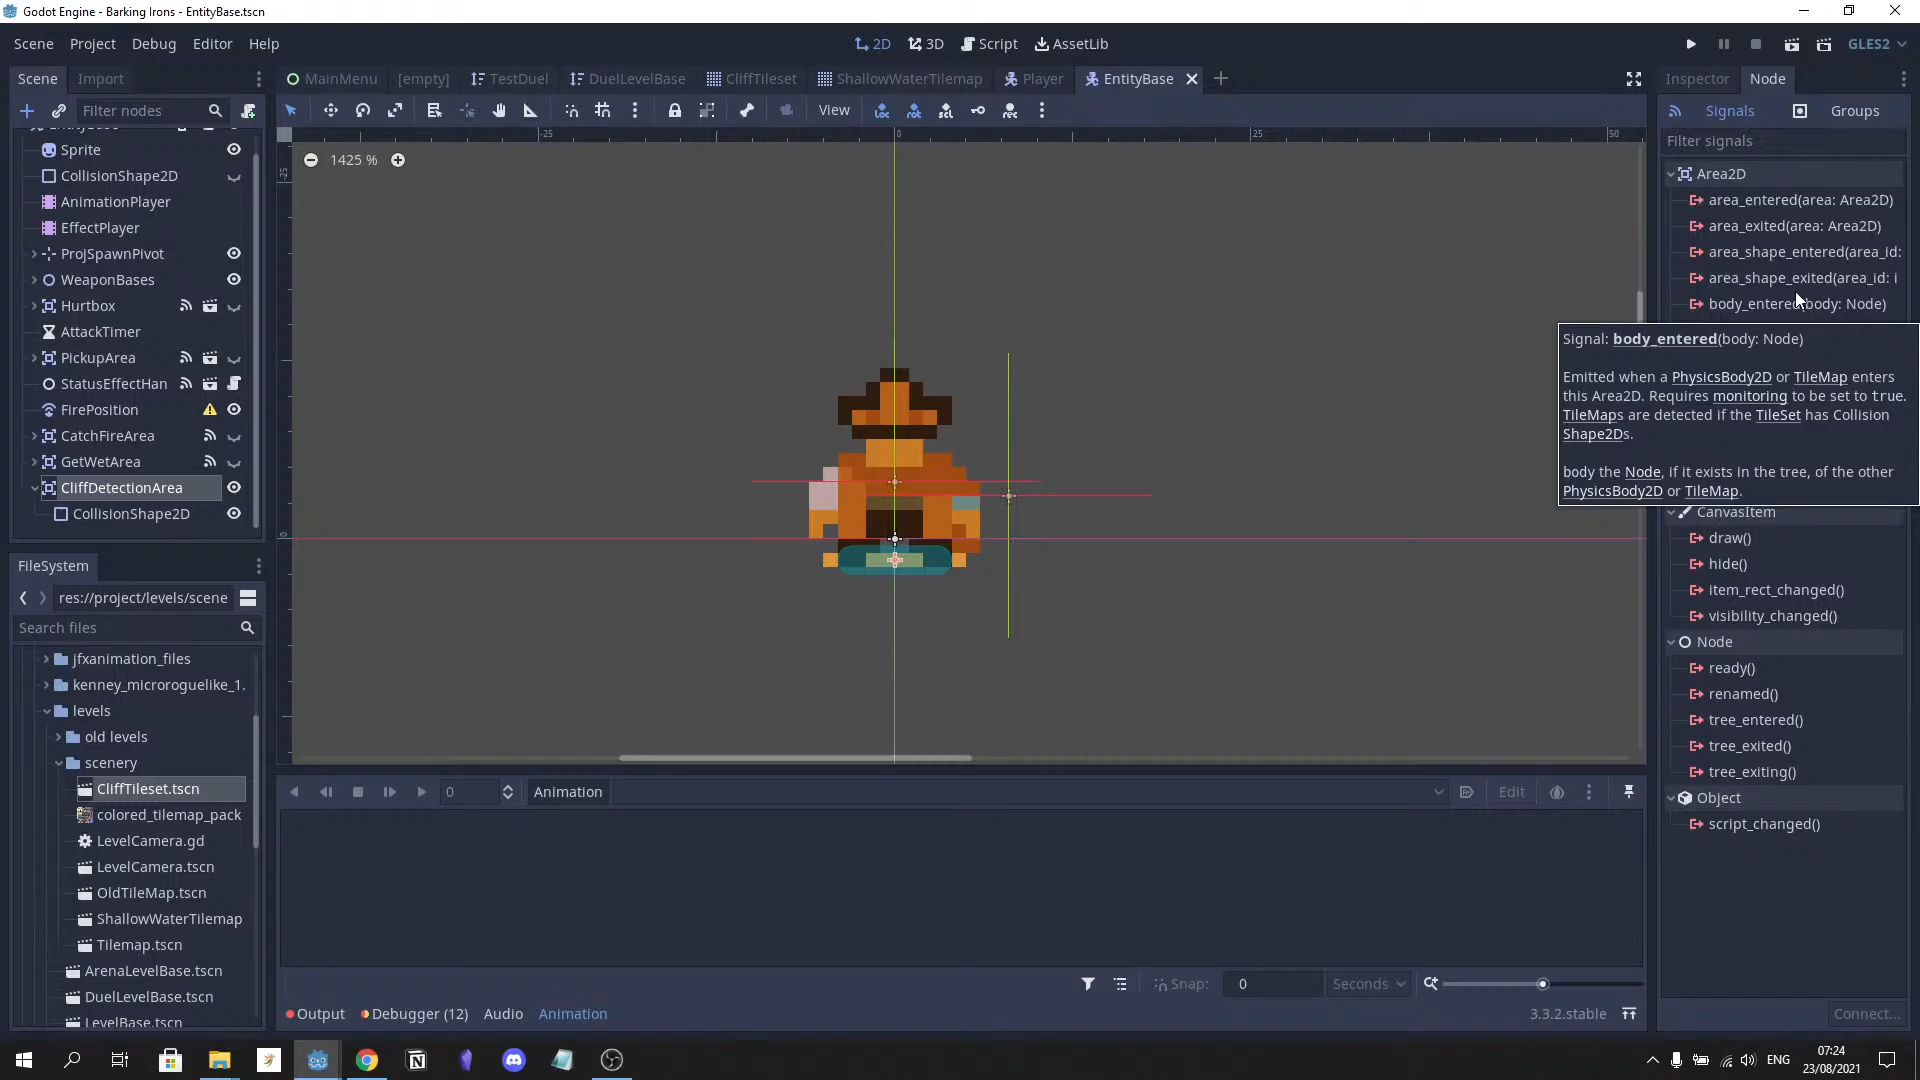 Godot Engine - Barking Irons - EntityBase.tscn
Scene Project Debug Editor Help
2D 3D Script AssetLib
GLES2
Scene Import
MainMenu [empty] TestDuel DuelLevelBase CliffTileset ShallowWaterTilemap Player EntityBase
Inspector Node
Filter nodes
View
Signals Groups
Filter signals
-25 0 25 50
-25
0
1425 %
Sprite
CollisionShape2D
AnimationPlayer
EffectPlayer
ProjSpawnPivot
WeaponBases
Hurtbox
AttackTimer
PickupArea
StatusEffectHan
FirePosition
CatchFireArea
GetWetArea
CliffDetectionArea
CollisionShape2D
Area2D
area_entered(area: Area2D)
area_exited(area: Area2D)
area_shape_entered(area_id:
area_shape_exited(area_id: i
body_entered(body: Node)
Signal: body_entered(body: Node)
Emitted when a PhysicsBody2D or TileMap enters
this Area2D. Requires monitoring to be set to true.
TileMaps are detected if the TileSet has Collision
Shape2Ds.
body the Node, if it exists in the tree, of the other
PhysicsBody2D or TileMap.
CanvasItem
draw()
hide()
item_rect_changed()
visibility_changed()
Node
ready()
renamed()
tree_entered()
tree_exited()
tree_exiting()
Object
script_changed()
Connect...
FileSystem
res://project/levels/scene
Search files
jfxanimation_files
kenney_microroguelike_1.
levels
old levels
scenery
CliffTileset.tscn
colored_tilemap_pack
LevelCamera.gd
LevelCamera.tscn
OldTileMap.tscn
ShallowWaterTilemap
Tilemap.tscn
ArenaLevelBase.tscn
DuelLevelBase.tscn
LevelBase.tscn
0 Animation Edit
Snap: 0 Seconds
Output Debugger (12) Audio Animation 3.3.2.stable
ENG
07:24
23/08/2021